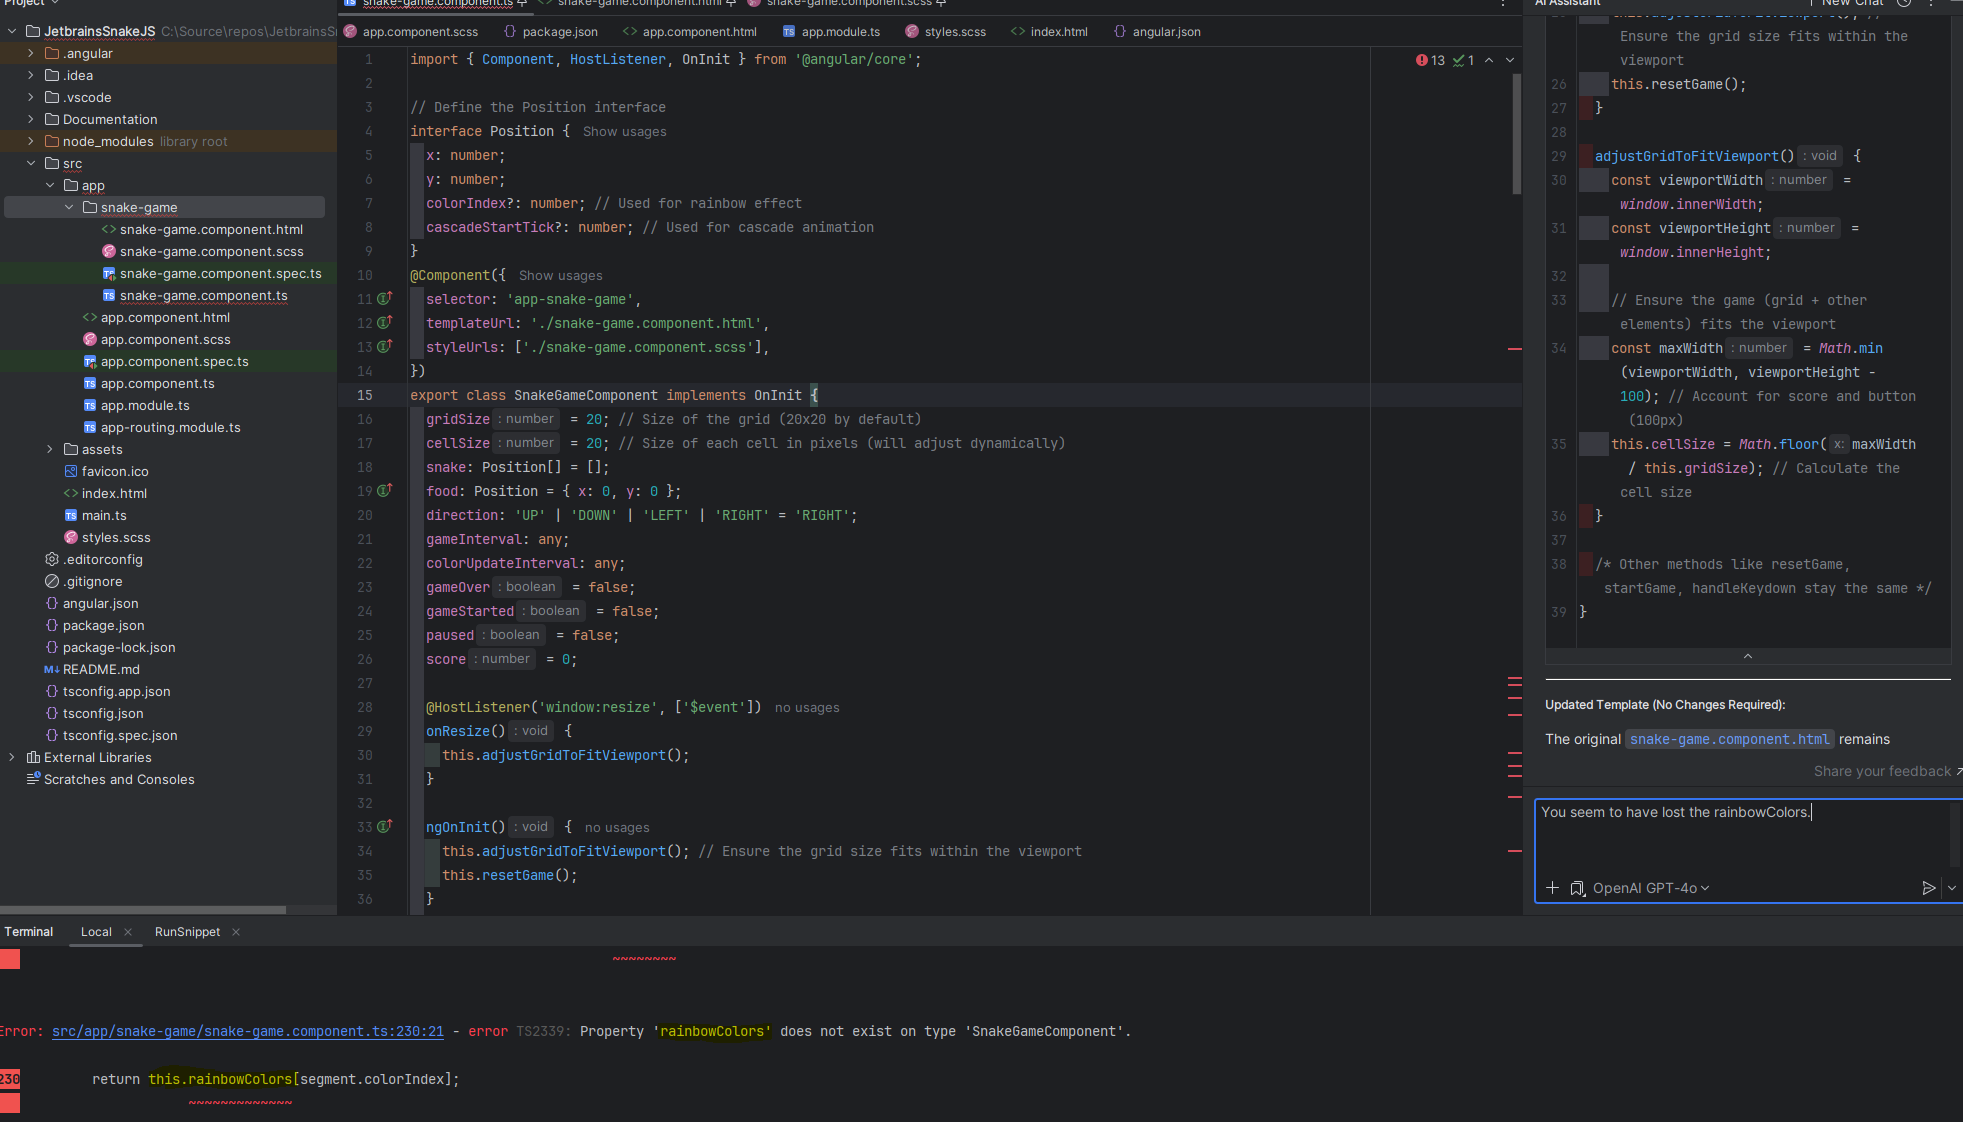 Project
snake-game.component.ts
snake-game.component.html
snake-game.component.scss
AI Assistant
New Chat
JetbrainsSnakeJS C:\Source\repos\JetbrainsSn
.angular
.idea
.vscode
Documentation
node_modules library root
src
app
snake-game
snake-game.component.html
snake-game.component.scss
snake-game.component.spec.ts
snake-game.component.ts
app.component.html
app.component.scss
app.component.spec.ts
app.component.ts
app.module.ts
app-routing.module.ts
assets
favicon.ico
index.html
main.ts
styles.scss
.editorconfig
.gitignore
angular.json
package.json
package-lock.json
README.md
tsconfig.app.json
tsconfig.json
tsconfig.spec.json
External Libraries
Scratches and Consoles
app.component.scss
package.json
app.component.html
app.module.ts
styles.scss
index.html
angular.json
13 1
1 import { Component, HostListener, OnInit } from '@angular/core';
2
3 // Define the Position interface
4 interface Position { Show usages
5 x: number;
6 y: number;
7 colorIndex?: number; // Used for rainbow effect
8 cascadeStartTick?: number; // Used for cascade animation
9 }
10 @Component({ Show usages
11 selector: 'app-snake-game',
12 templateUrl: './snake-game.component.html',
13 styleUrls: ['./snake-game.component.scss'],
14 })
15 export class SnakeGameComponent implements OnInit {
16 gridSize : number = 20; // Size of the grid (20x20 by default)
17 cellSize : number = 20; // Size of each cell in pixels (will adjust dynamically)
18 snake: Position[] = [];
19 food: Position = { x: 0, y: 0 };
20 direction: 'UP' | 'DOWN' | 'LEFT' | 'RIGHT' = 'RIGHT';
21 gameInterval: any;
22 colorUpdateInterval: any;
23 gameOver : boolean = false;
24 gameStarted : boolean = false;
25 paused : boolean = false;
26 score : number = 0;
27
28 @HostListener('window:resize', ['$event']) no usages
29 onResize() : void {
30 this.adjustGridToFitViewport();
31 }
32
33 ngOnInit() : void { no usages
34 this.adjustGridToFitViewport(); // Ensure the grid size fits within the viewport
35 this.resetGame();
36 }
this.adjustGridToFitViewport(); //
Ensure the grid size fits within the
viewport
26 this.resetGame();
27 }
28
29 adjustGridToFitViewport() : void {
30 const viewportWidth : number =
window.innerWidth;
31 const viewportHeight : number =
window.innerHeight;
32
33 // Ensure the game (grid + other
elements) fits the viewport
34 const maxWidth : number = Math.min
(viewportWidth, viewportHeight -
100); // Account for score and button
(100px)
35 this.cellSize = Math.floor( x: maxWidth
/ this.gridSize); // Calculate the
cell size
36 }
37
38 /* Other methods like resetGame,
startGame, handleKeydown stay the same */
39 }
Updated Template (No Changes Required):
The original snake-game.component.html remains
Share your feedback
You seem to have lost the rainbowColors.
OpenAI GPT-4o
Terminal Local RunSnippet
~~~~~~~~
Error: src/app/snake-game/snake-game.component.ts:230:21 - error TS2339: Property 'rainbowColors' does not exist on type 'SnakeGameComponent'.
230 return this.rainbowColors[segment.colorIndex];
~~~~~~~~~~~~~